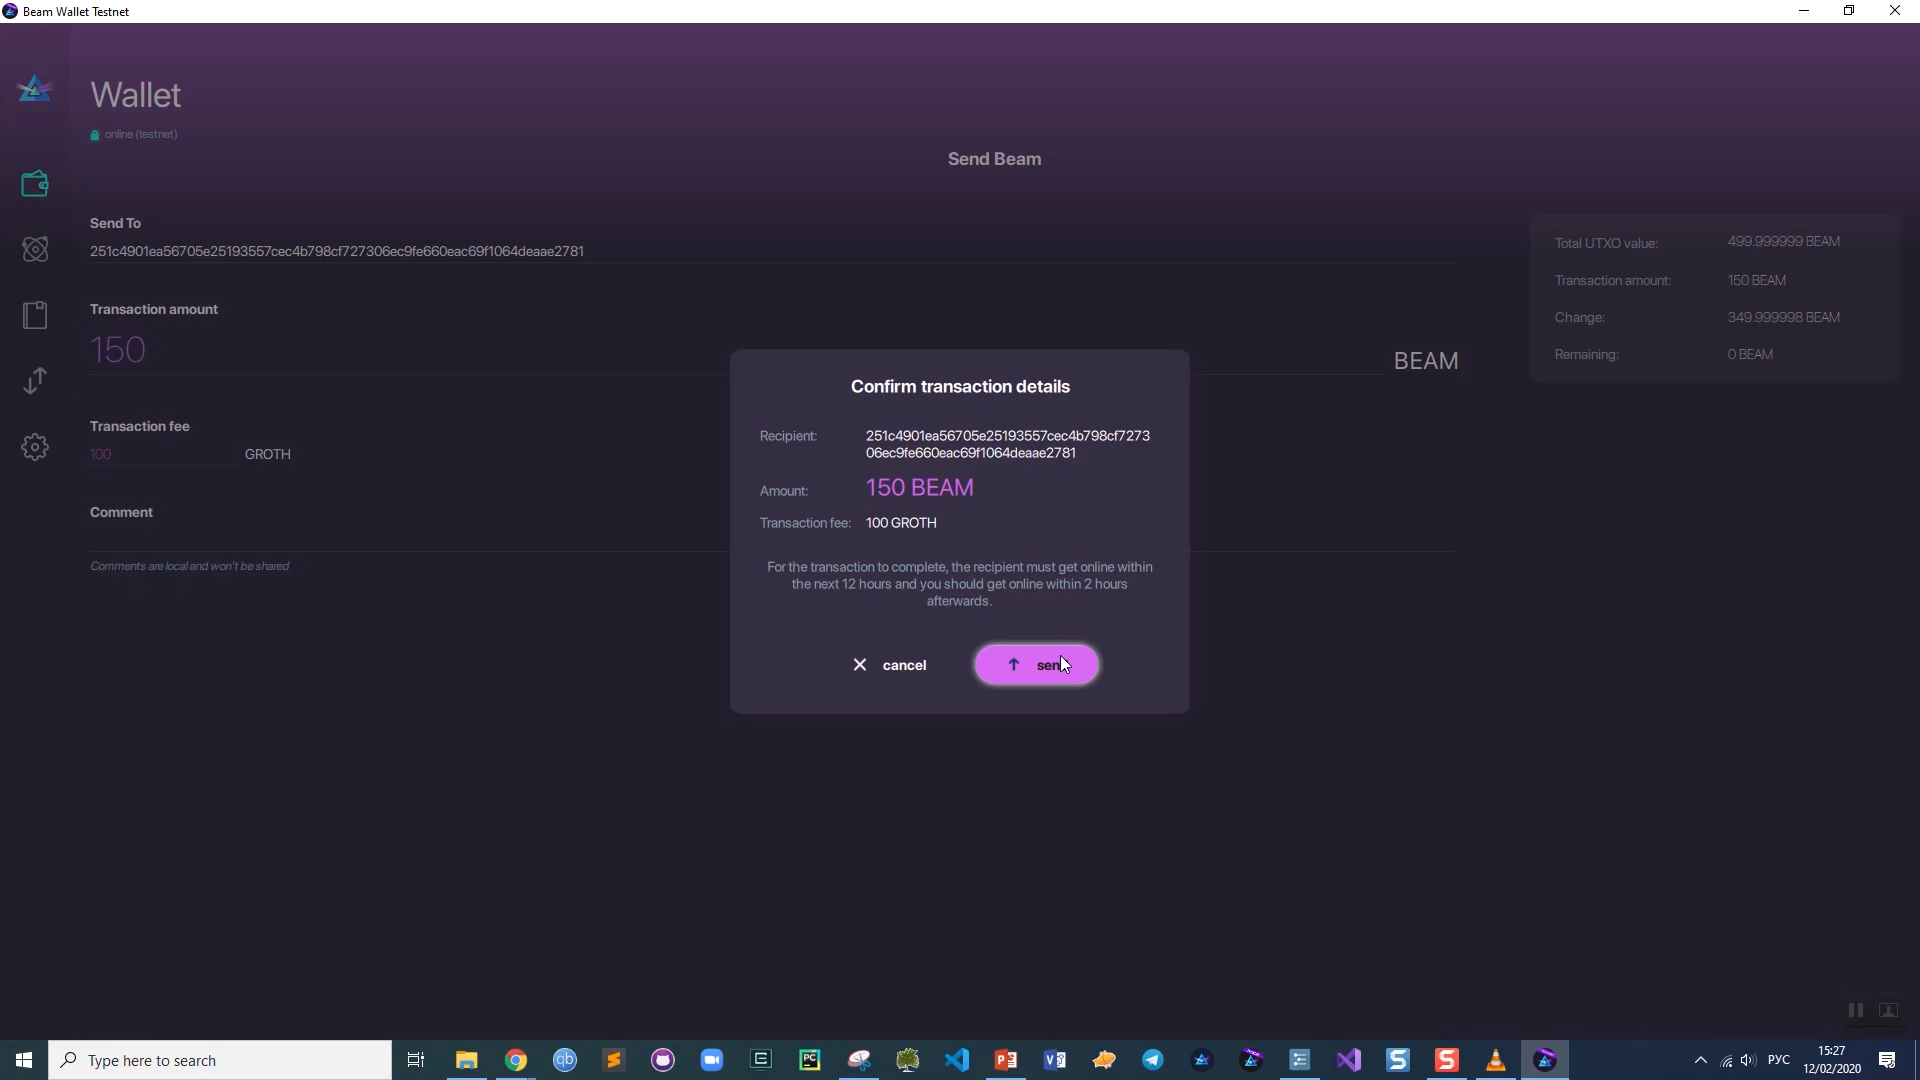 Beam Wallet Testnet
Wallet
online (testnet)
Send Beam
Send To
251c4901ea56705e25193557cec4b798cf727306ec9fe660eac69f1064deaae2781
Total UTXO value: 499.999999 BEAM
Transaction amount: 150 BEAM
Change: 349.999998 BEAM
Remaining: 0 BEAM
Transaction amount
150
BEAM
Transaction fee
100 GROTH
Comment
Comments are local and won't be shared
Confirm transaction details
Recipient: 251c4901ea56705e25193557cec4b798cf7273
06ec9fe660eac69f1064deaae2781
Amount: 150 BEAM
Transaction fee: 100 GROTH
For the transaction to complete, the recipient must get online within
the next 12 hours and you should get online within 2 hours
afterwards.
cancel
Type here to search
qb
PC
РУС
15:27
12/02/2020